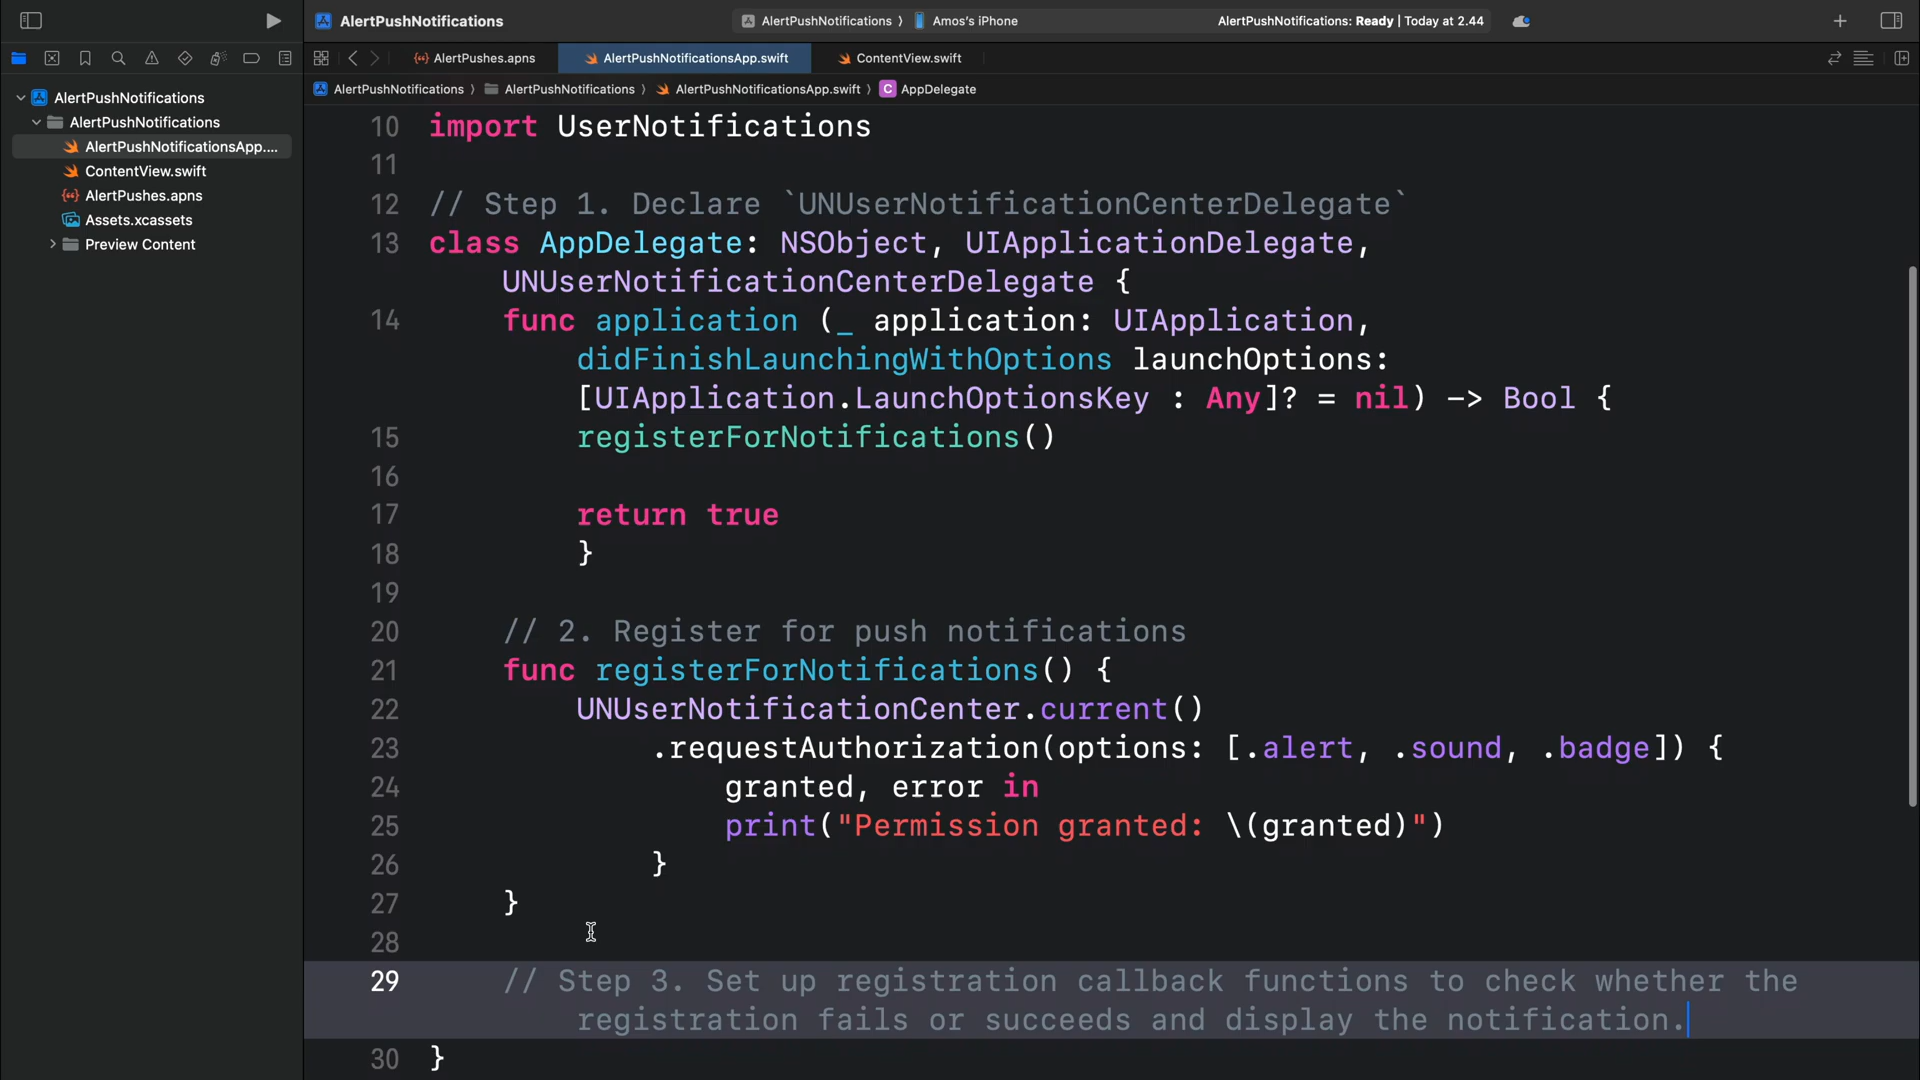 AlertPushNotifications
AlertPushNotifications 〉 Amos's iPhone
AlertPushNotifications: Ready | Today at 2.44
AlertPushes.apns
AlertPushNotificationsApp.swift
ContentView.swift
AlertPushNotifications 〉 AlertPushNotifications 〉 AlertPushNotificationsApp.swift 〉 C AppDelegate
AlertPushNotifications
AlertPushNotifications
AlertPushNotificationsApp....
ContentView.swift
AlertPushes.apns
Assets.xcassets
Preview Content
10 import UserNotifications
11
12 // Step 1. Declare `UNUserNotificationCenterDelegate`
13 class AppDelegate: NSObject, UIApplicationDelegate,
UNUserNotificationCenterDelegate {
14 func application (_ application: UIApplication,
didFinishLaunchingWithOptions launchOptions:
[UIApplication.LaunchOptionsKey : Any]? = nil) -> Bool {
15 registerForNotifications()
16
17 return true
18 }
19
20 // 2. Register for push notifications
21 func registerForNotifications() {
22 UNUserNotificationCenter.current()
23 .requestAuthorization(options: [.alert, .sound, .badge]) {
24 granted, error in
25 print("Permission granted: \(granted)")
26 }
27 }
28
29 // Step 3. Set up registration callback functions to check whether the
registration fails or succeeds and display the notification.
30 }